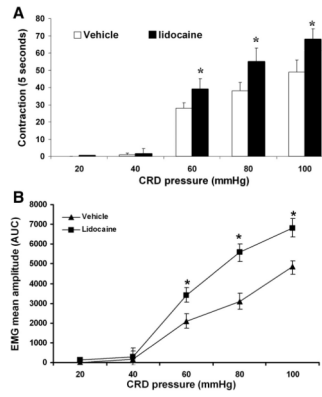 A
Vehicle lidocaine
Contraction (5 seconds)
80
70
60
50
40
30
20
10
0
* * *
20 40 60 80 100
CRD pressure (mmHg)
B
Vehicle
Lidocaine
EMG mean amplitude (AUC)
8000
7000
6000
5000
4000
3000
2000
1000
0
* * *
20 40 60 80 100
CRD pressure (mmHg)